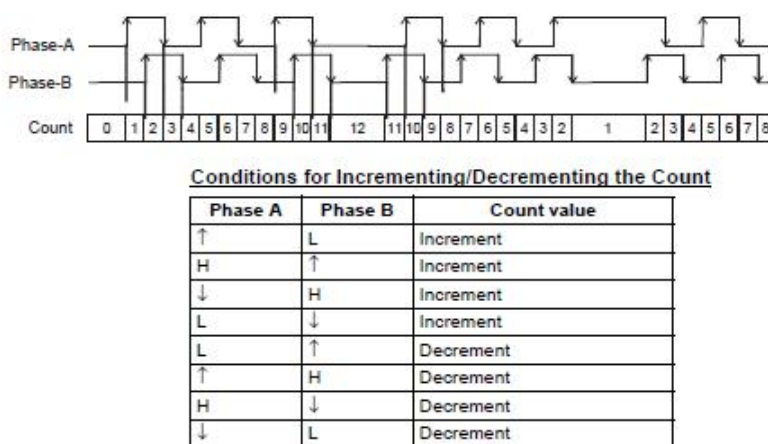 Phase-A
Phase-B
Count 0 1 2 3 4 5 6 7 8 9 10 11 12 11 10 9 8 7 6 5 4 3 2 1 2 3 4 5 6 7 8
Conditions for Incrementing/Decrementing the Count
Phase A Phase B Count value
↑ L Increment
H ↑ Increment
↓ H Increment
L ↓ Increment
L ↑ Decrement
↑ H Decrement
H ↓ Decrement
↓ L Decrement